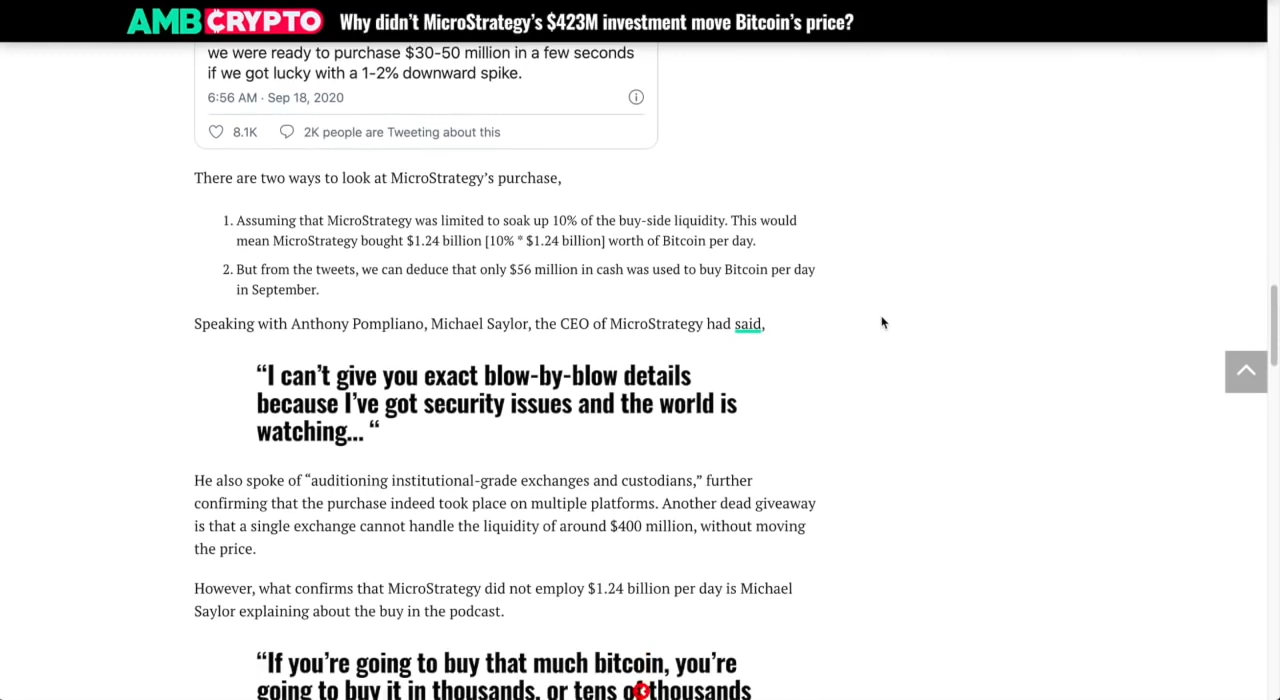 AMBCRYPTO Why didn't MicroStrategy's $423M investment move Bitcoin's price?
we were ready to purchase $30-50 million in a few seconds
if we got lucky with a 1-2% downward spike.
6:56 AM · Sep 18, 2020
8.1K 2K people are Tweeting about this
There are two ways to look at MicroStrategy's purchase,
1. Assuming that MicroStrategy was limited to soak up 10% of the buy-side liquidity. This would
mean MicroStrategy bought $1.24 billion [10% * $1.24 billion] worth of Bitcoin per day.
2. But from the tweets, we can deduce that only $56 million in cash was used to buy Bitcoin per day
in September.
Speaking with Anthony Pompliano, Michael Saylor, the CEO of MicroStrategy had said,
“I can't give you exact blow-by-blow details
because I've got security issues and the world is
watching... “
He also spoke of “auditioning institutional-grade exchanges and custodians,” further
confirming that the purchase indeed took place on multiple platforms. Another dead giveaway
is that a single exchange cannot handle the liquidity of around $400 million, without moving
the price.
However, what confirms that MicroStrategy did not employ $1.24 billion per day is Michael
Saylor explaining about the buy in the podcast.
“If you're going to buy that much bitcoin, you're
going to buy it in thousands, or tens of thousands